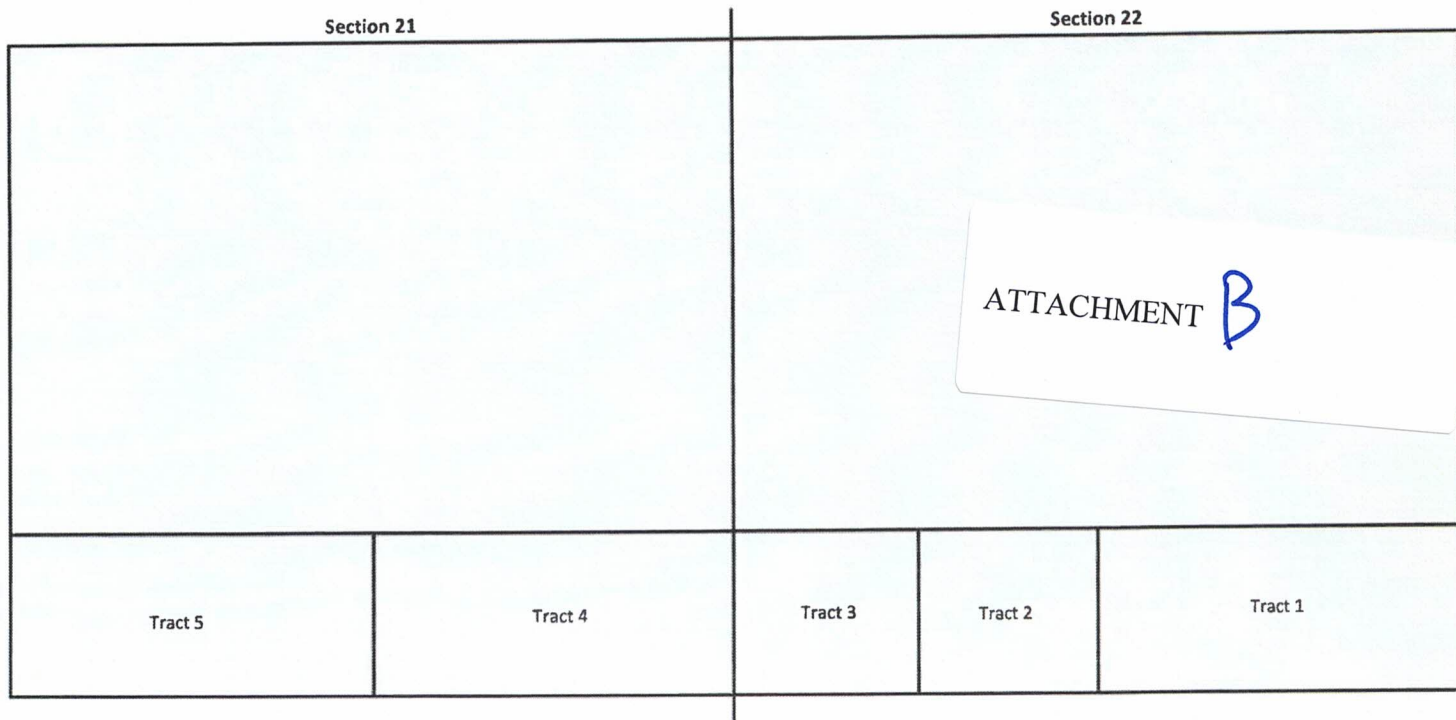 Section 21
Section 22
ATTACHMENT B
Tract 5
Tract 4
Tract 3
Tract 2
Tract 1